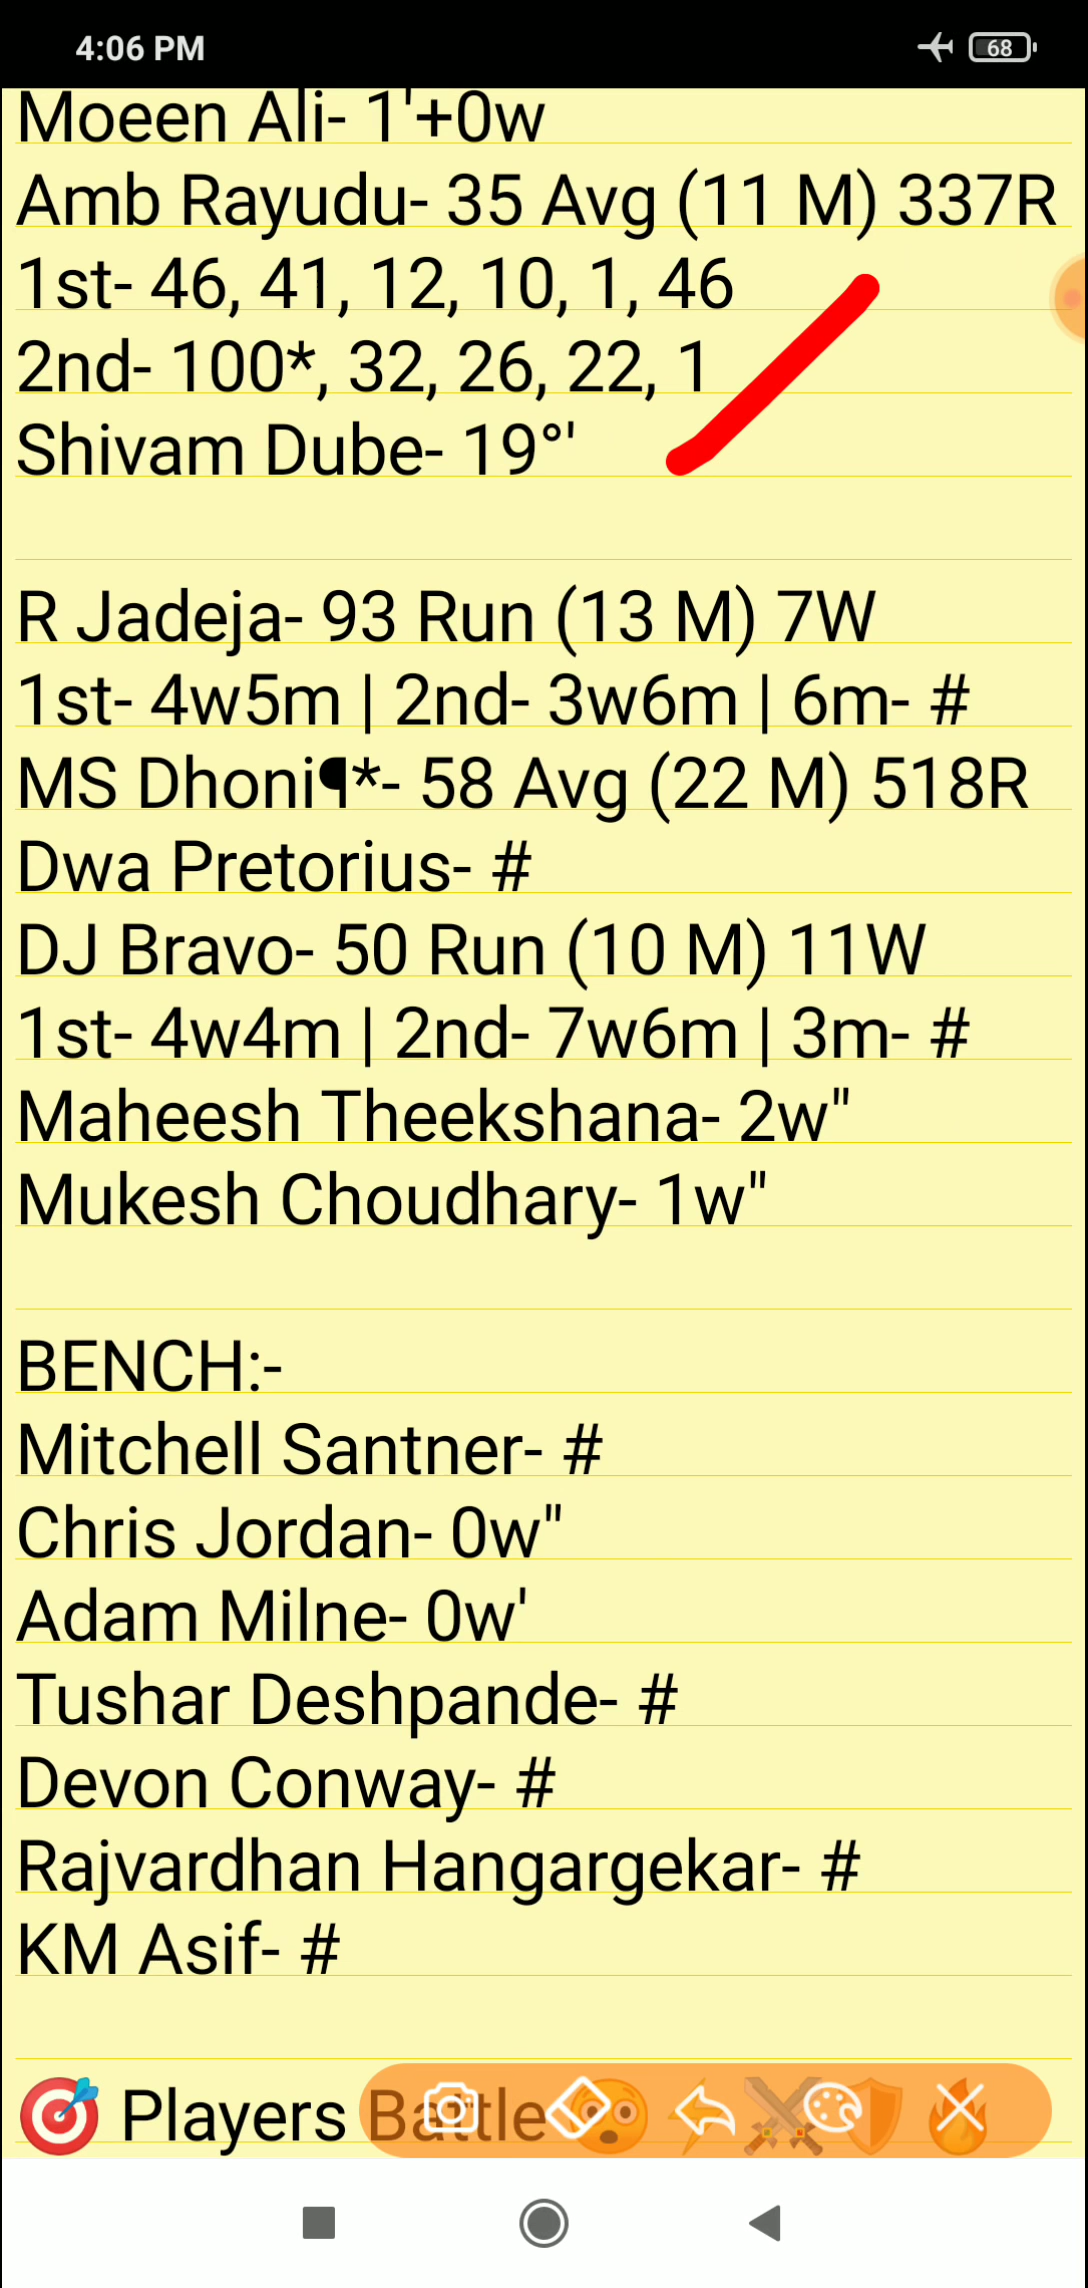 4:06 PM
68
Moeen Ali- 1'+0w
Amb Rayudu- 35 Avg (11 M) 337R
1st- 46, 41, 12, 10, 1, 46
2nd- 100*, 32, 26, 22, 1
Shivam Dube- 19°'
R Jadeja- 93 Run (13 M) 7W
1st- 4w5m | 2nd- 3w6m | 6m- #
MS Dhoni¶*- 58 Avg (22 M) 518R
Dwa Pretorius- #
DJ Bravo- 50 Run (10 M) 11W
1st- 4w4m | 2nd- 7w6m | 3m- #
Maheesh Theekshana- 2w"
Mukesh Choudhary- 1w"
BENCH:-
Mitchell Santner- #
Chris Jordan- 0w"
Adam Milne- 0w'
Tushar Deshpande- #
Devon Conway- #
Rajvardhan Hangargekar- #
KM Asif- #
🎯 Players Battle 😲⚡⚔🛡🔥